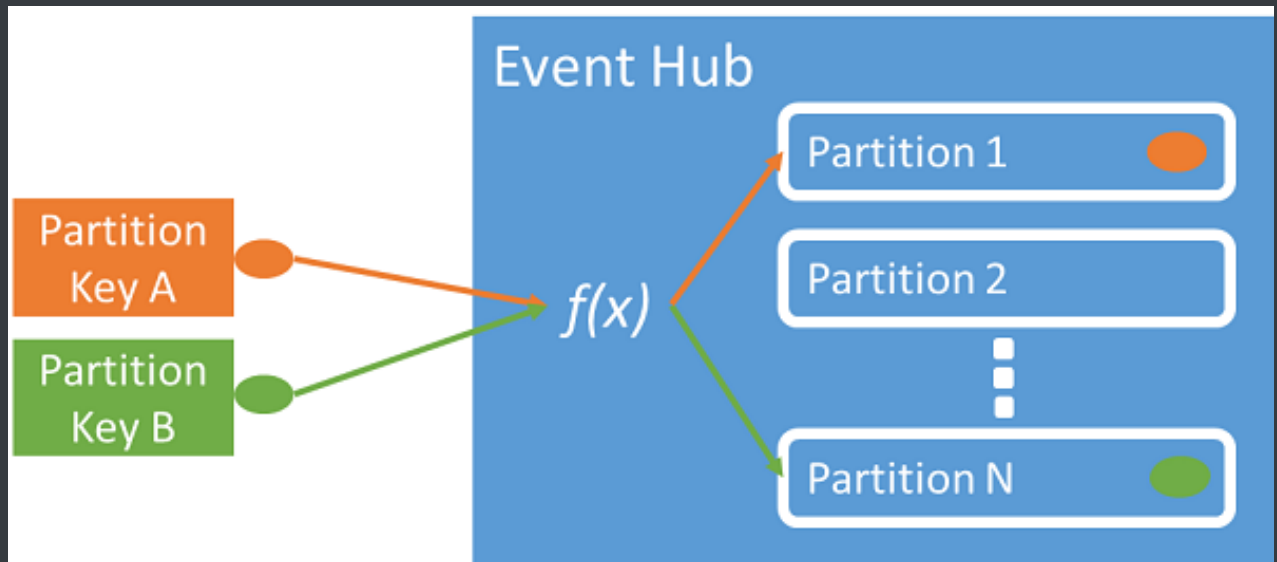 Event Hub
Partition
Key A
Partition
Key B
f(x)
Partition 1
Partition 2
Partition N